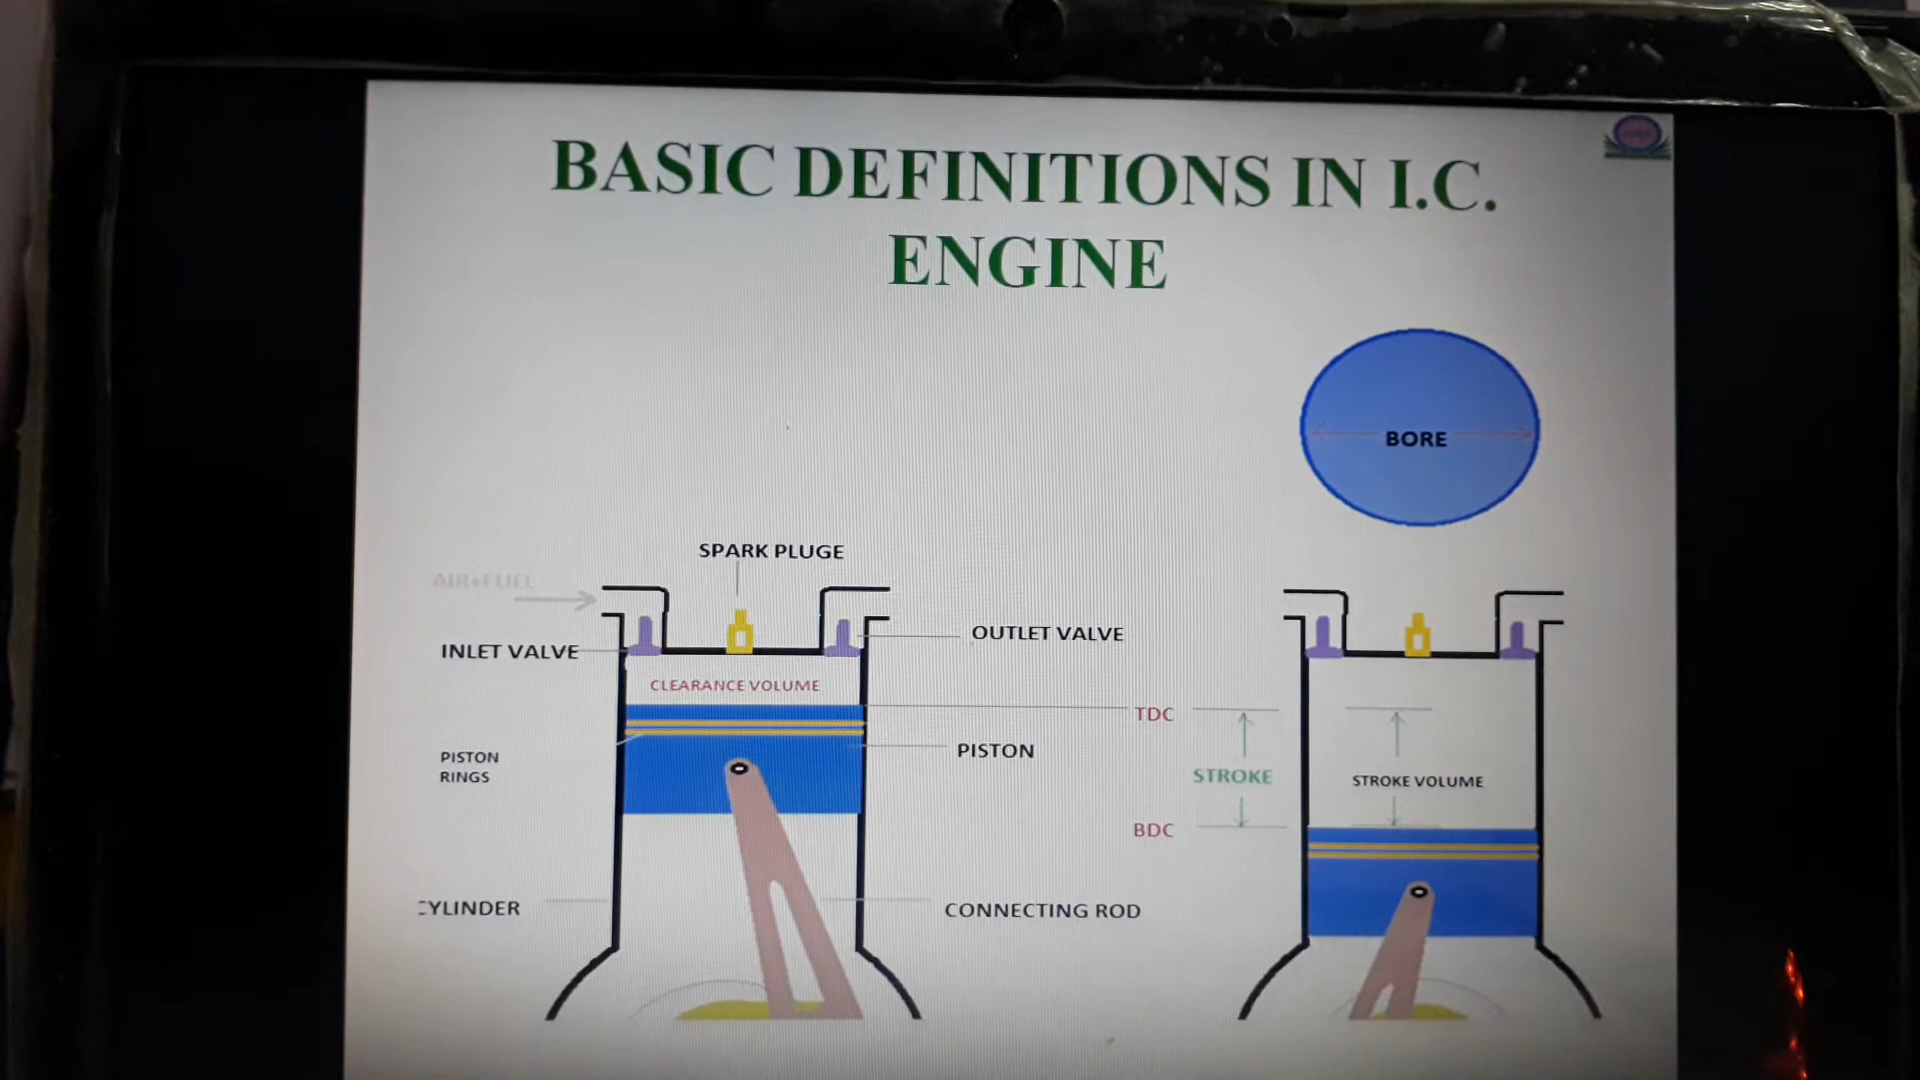 BASIC DEFINITIONS IN I.C.
ENGINE
BORE
SPARK PLUGE
AIR+FUEL
INLET VALVE
OUTLET VALVE
CLEARANCE VOLUME
TDC
PISTON
RINGS
PISTON
STROKE
STROKE VOLUME
BDC
CYLINDER
CONNECTING ROD